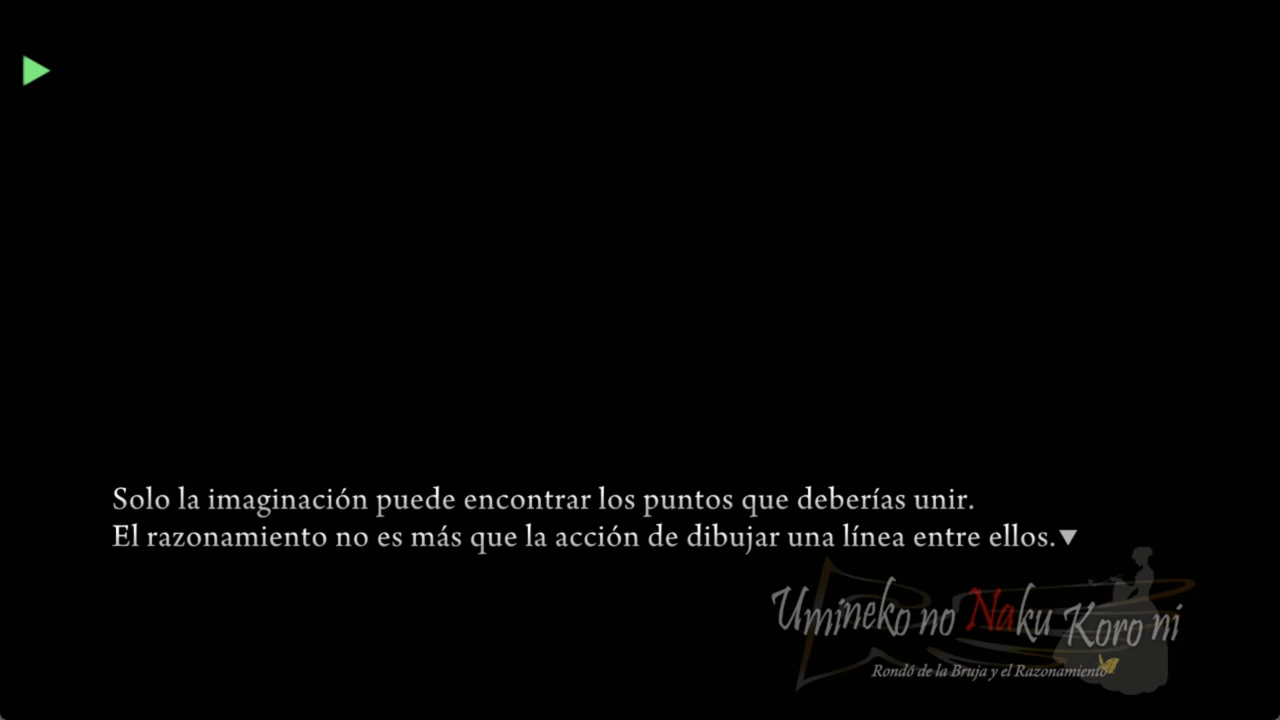 Solo la imaginación puede encontrar los puntos que deberías unir.
El razonamiento no es más que la acción de dibujar una línea entre ellos.
Umineko no Naku Koro ni
Rondó de la Bruja y el Razonamiento